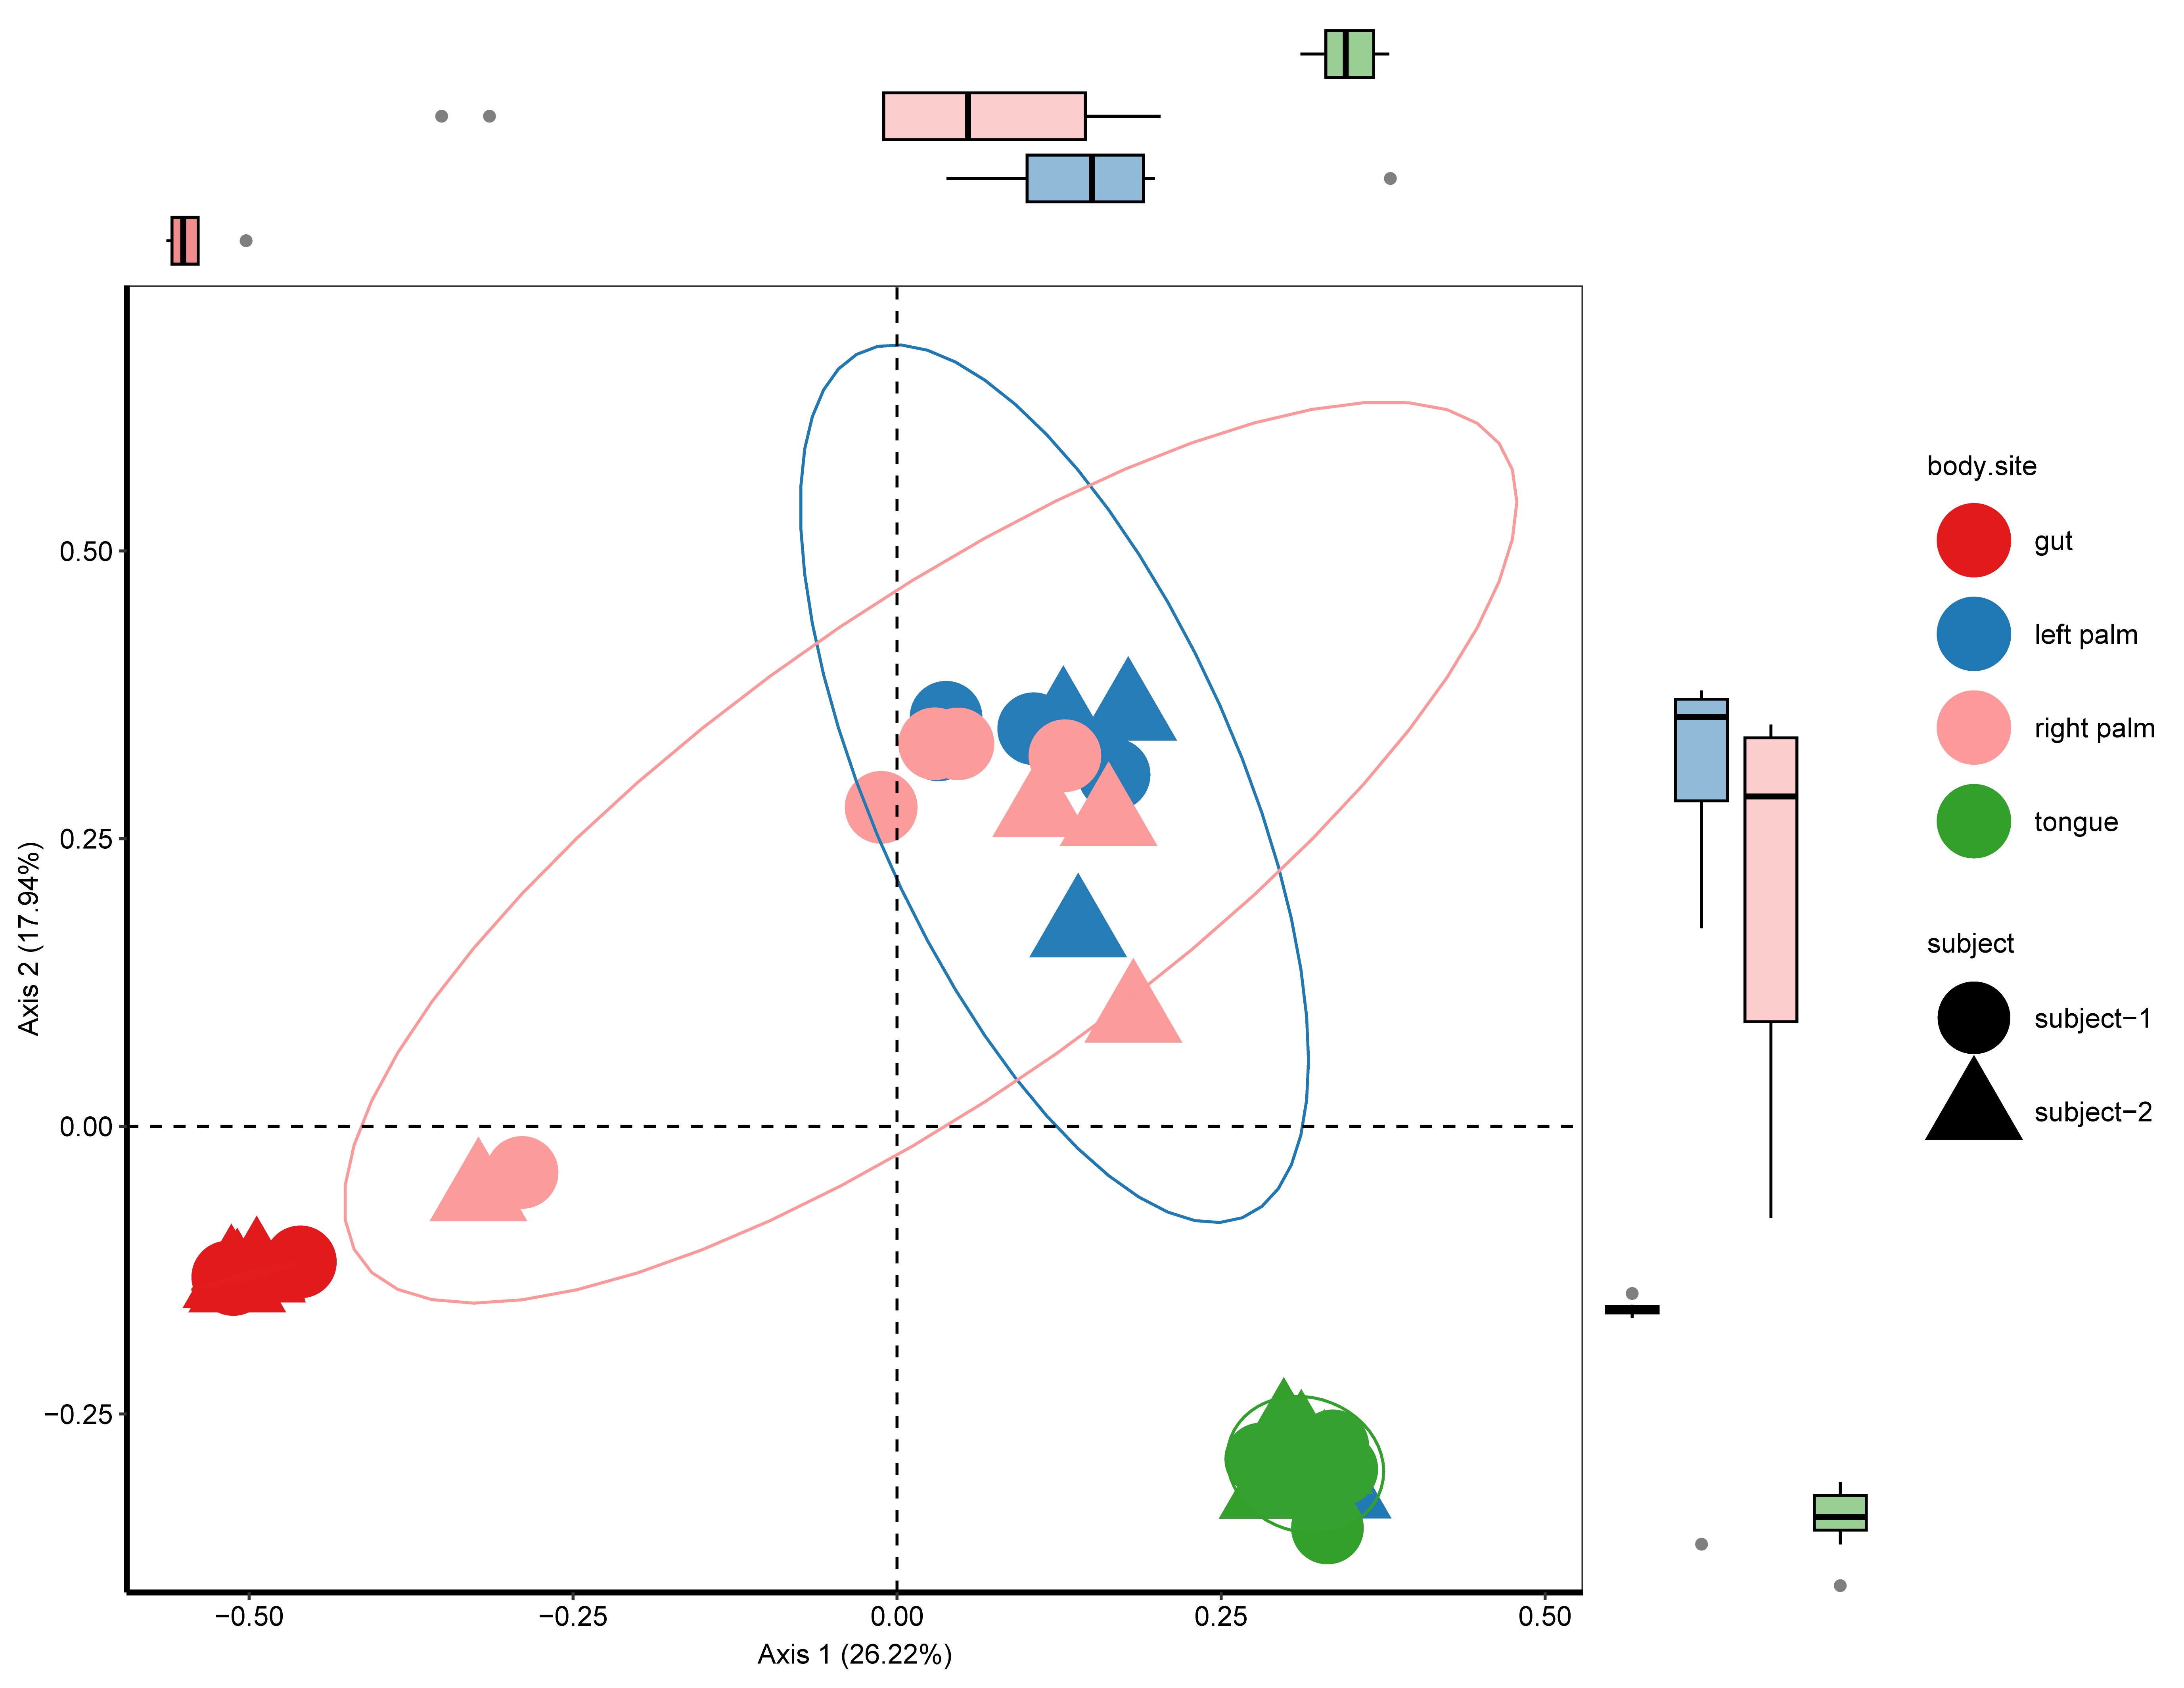 0.50
0.25
0.00
−0.25
Axis 2 (17.94%)
−0.50
−0.25
0.00
0.25
0.50
Axis 1 (26.22%)
body.site
gut
left palm
right palm
tongue
subject
subject−1
subject−2